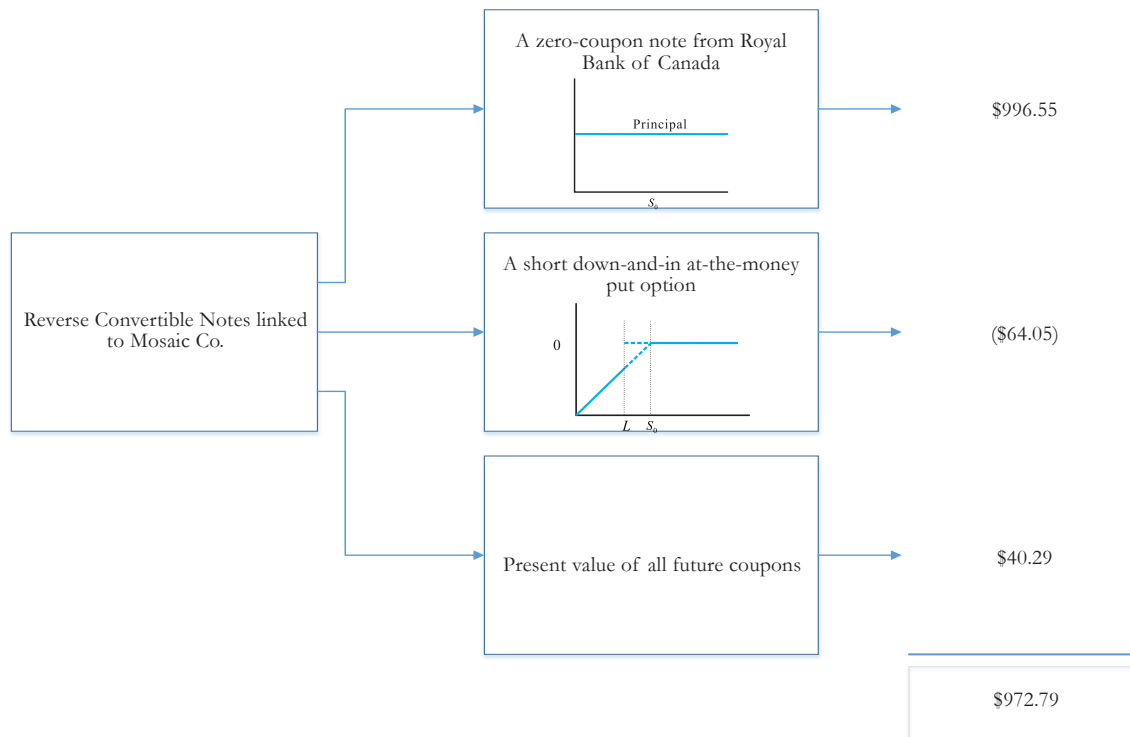 A zero-coupon note from Royal
Bank of Canada
Principal
S₀
$996.55
Reverse Convertible Notes linked
to Mosaic Co.
A short down-and-in at-the-money
put option
0
L S₀
($64.05)
Present value of all future coupons
$40.29
$972.79